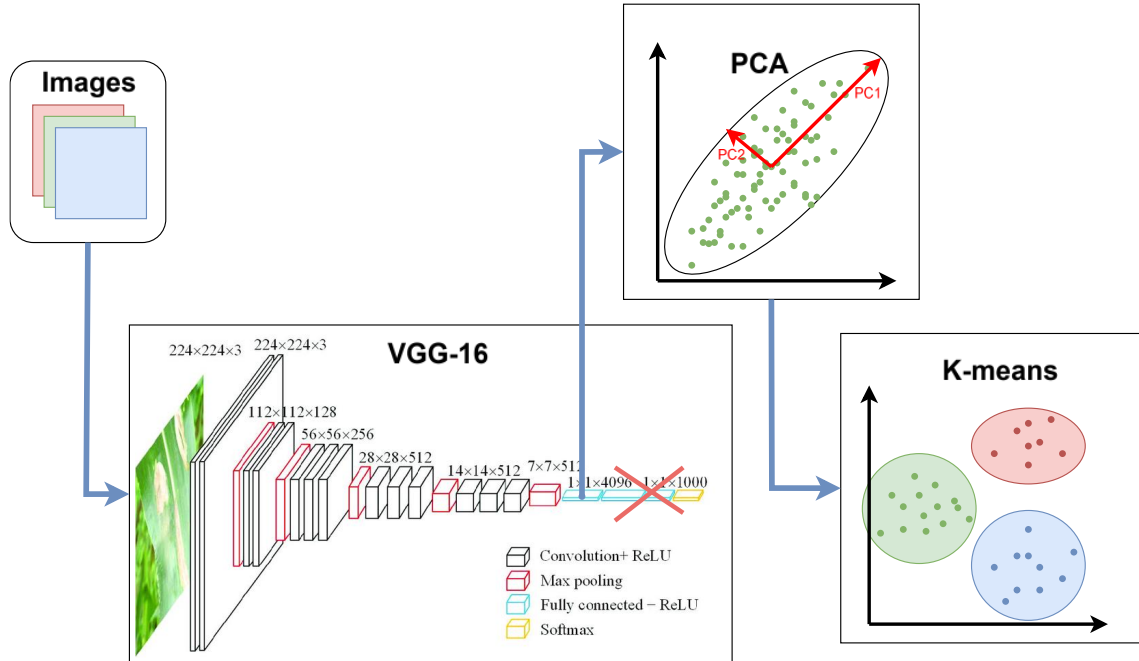 Images
PCA
PC1
PC2
VGG-16
224×224×3
224×224×3
112×112×128
56×56×256
28×28×512
14×14×512
7×7×512
1×1×4096
1×1×1000
Convolution+ ReLU
Max pooling
Fully connected – ReLU
Softmax
K-means